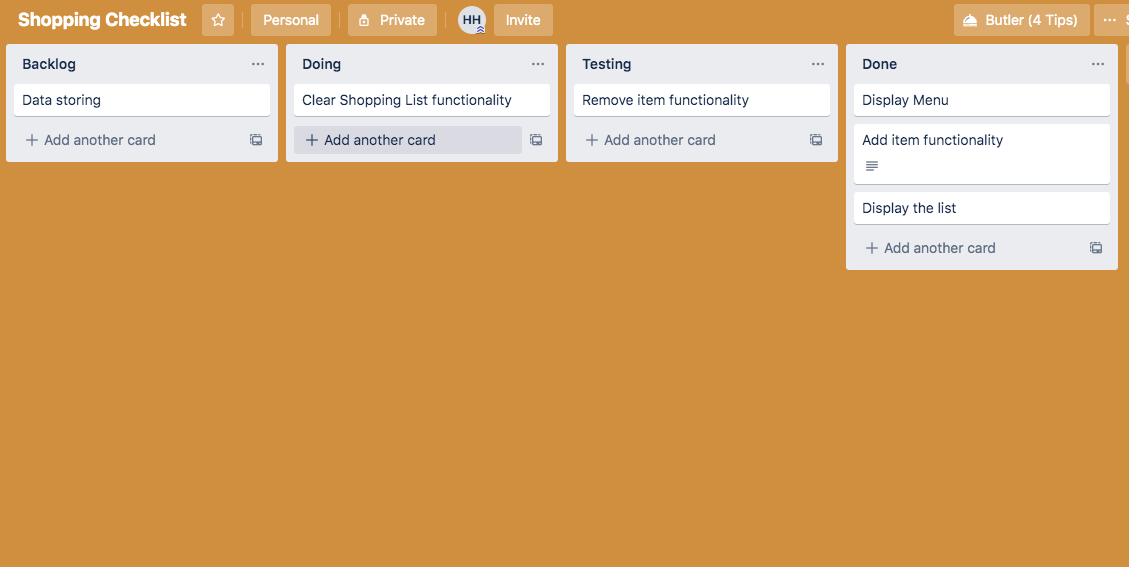 Shopping Checklist
Personal
Private
HH
Invite
Butler (4 Tips)
Backlog
Data storing
Add another card
Doing
Clear Shopping List functionality
Add another card
Testing
Remove item functionality
Add another card
Done
Display Menu
Add item functionality
Display the list
Add another card